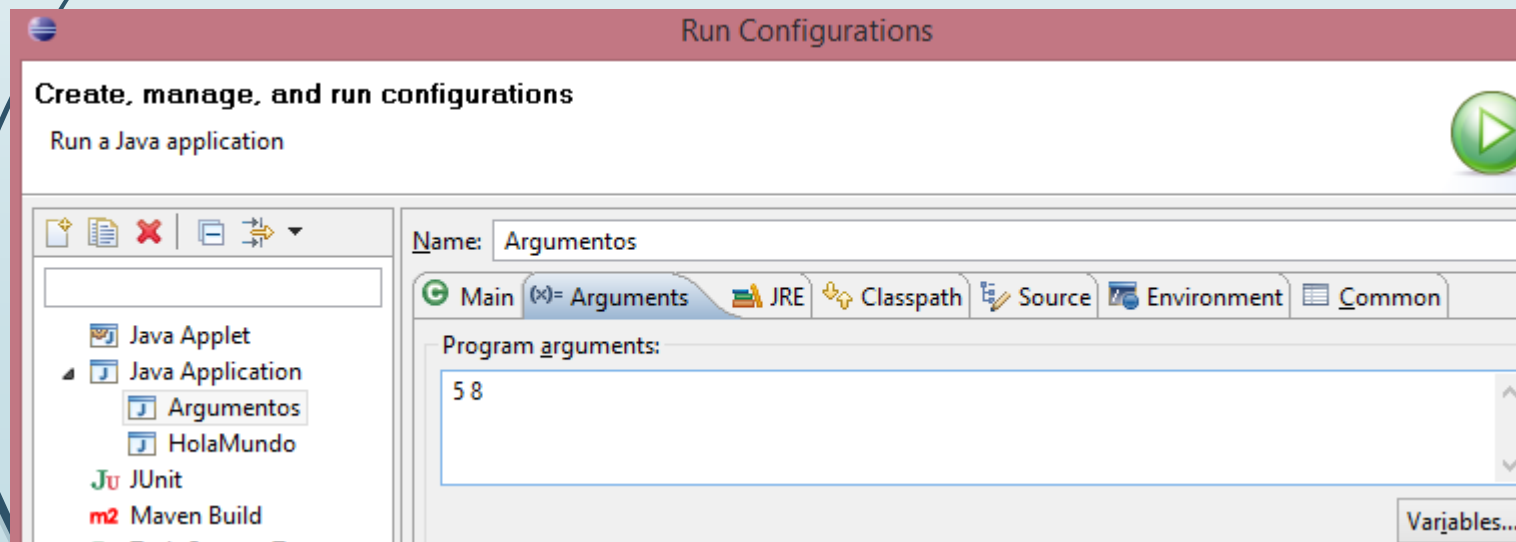 Run Configurations
Create, manage, and run configurations
Run a Java application
Name: Argumentos
Main (x)= Arguments JRE Classpath Source Environment Common
Java Applet
Java Application
Argumentos
HolaMundo
Ju JUnit
m2 Maven Build
Program arguments:
5 8
Variables...